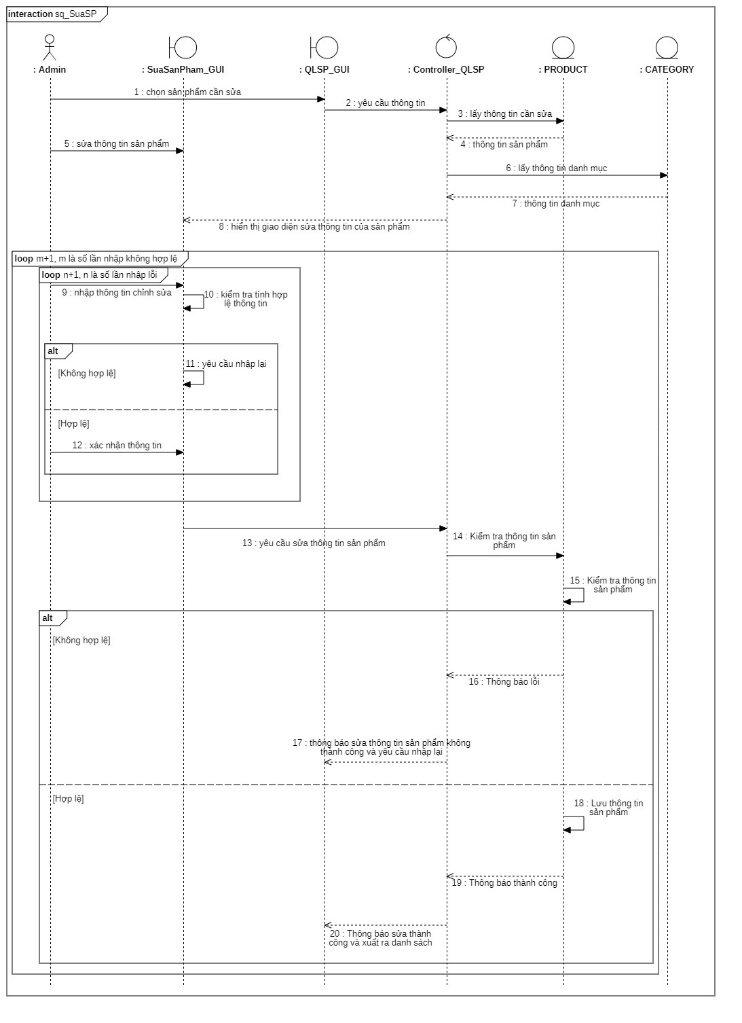 interaction sq_SuaSP
: Admin
: SuaSanPham_GUI
: QLSP_GUI
: Controller_QLSP
: PRODUCT
: CATEGORY
1 : chọn sản phẩm cần sửa
2 : yêu cầu thông tin
3 : lấy thông tin cần sửa
4 : thông tin sản phẩm
5 : sửa thông tin sản phẩm
6 : lấy thông tin danh mục
7 : thông tin danh mục
8 : hiển thị giao diện sửa thông tin của sản phẩm
loop m+1, m là số lần nhập không hợp lệ
loop n+1, n là số lần nhập lỗi
9 : nhập thông tin chỉnh sửa
10 : kiểm tra tính hợp
lệ thông tin
alt
11 : yêu cầu nhập lại
[Không hợp lệ]
[Hợp lệ]
12 : xác nhận thông tin
13 : yêu cầu sửa thông tin sản phẩm
14 : Kiểm tra thông tin sản
phẩm
15 : Kiểm tra thông tin
sản phẩm
alt
[Không hợp lệ]
16 : Thông báo lỗi
17 : thông báo sửa thông tin sản phẩm không
thành công và yêu cầu nhập lại
[Hợp lệ]
18 : Lưu thông tin
sản phẩm
19 : Thông báo thành công
20 : Thông báo sửa thành
công và xuất ra danh sách